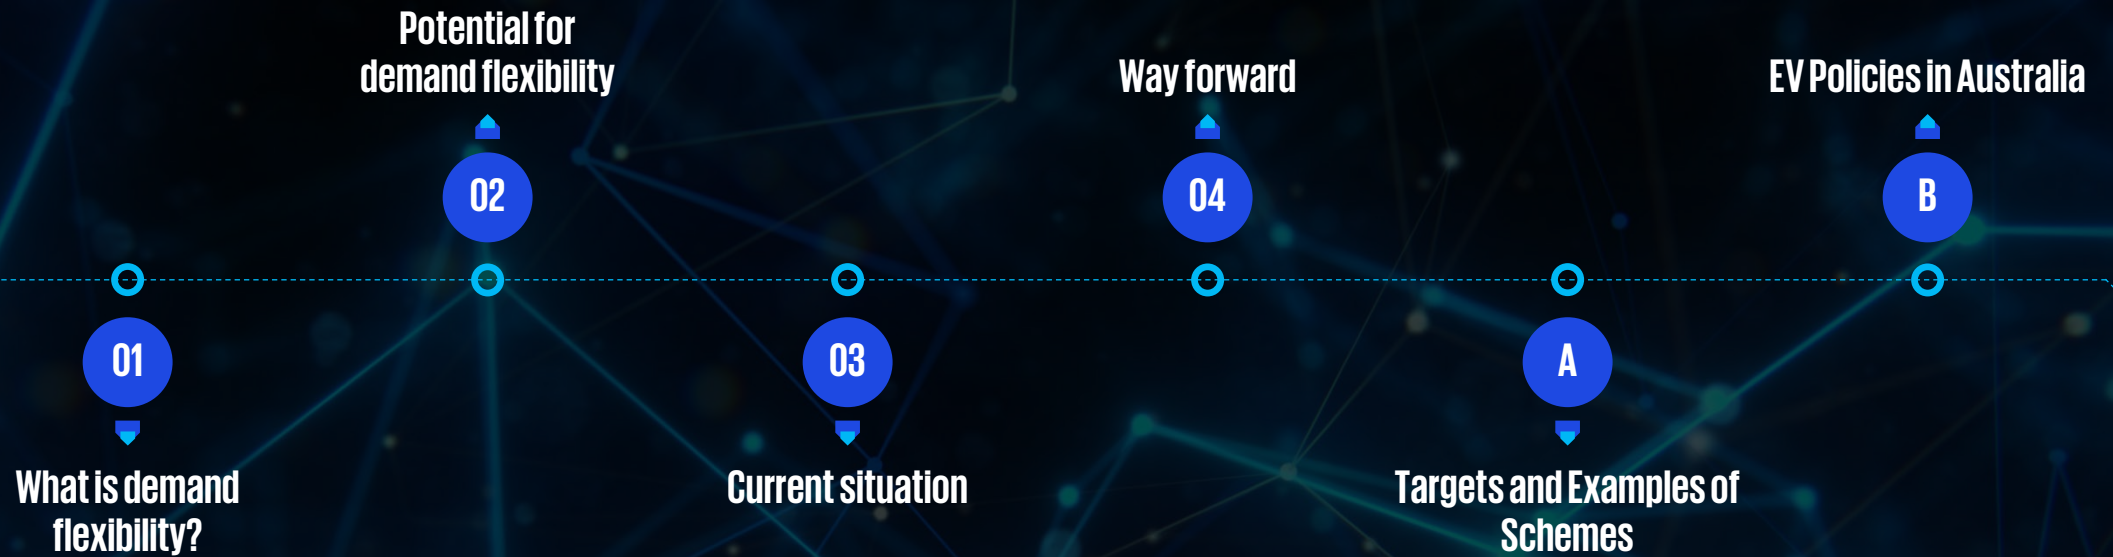 01
What is demand
flexibility?
Potential for
demand flexibility
02
03
Current situation
Way forward
04
A
Targets and Examples of
Schemes
EV Policies in Australia
B